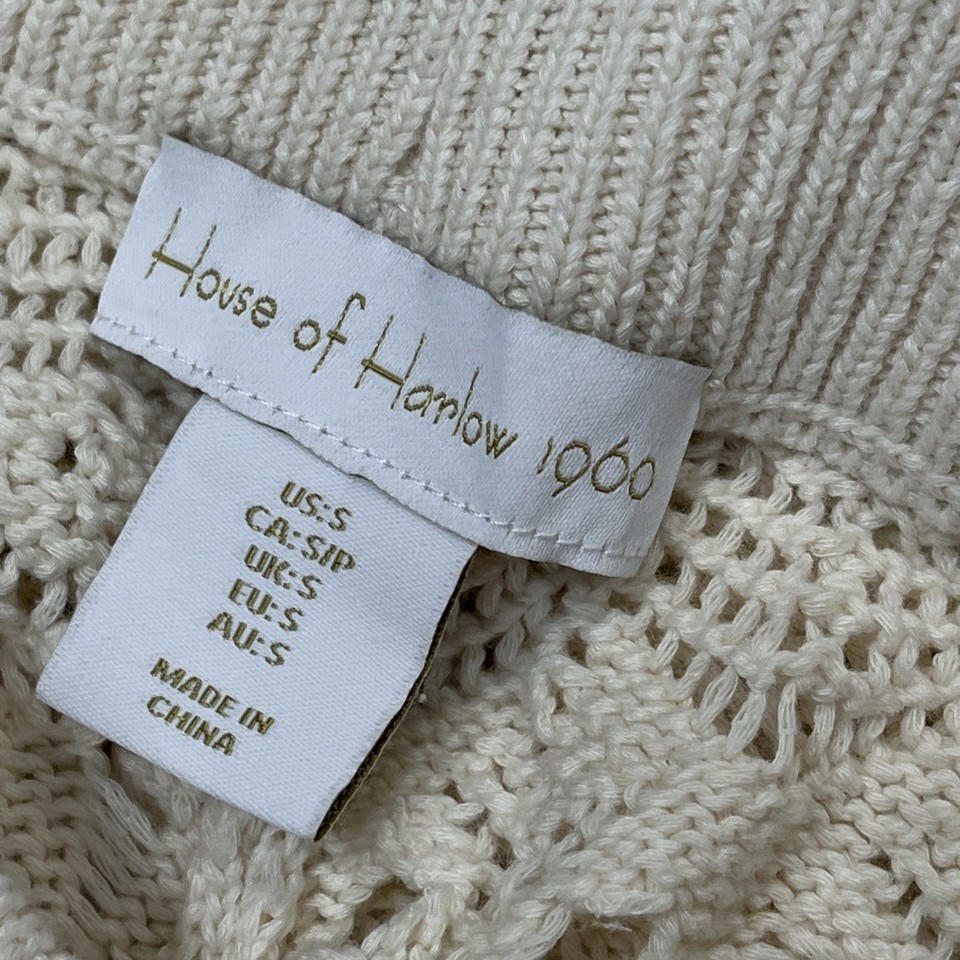 House of Harlow 1960
US:S
CA:S/P
UK:S
EU:S
AU:S
MADE IN
CHINA